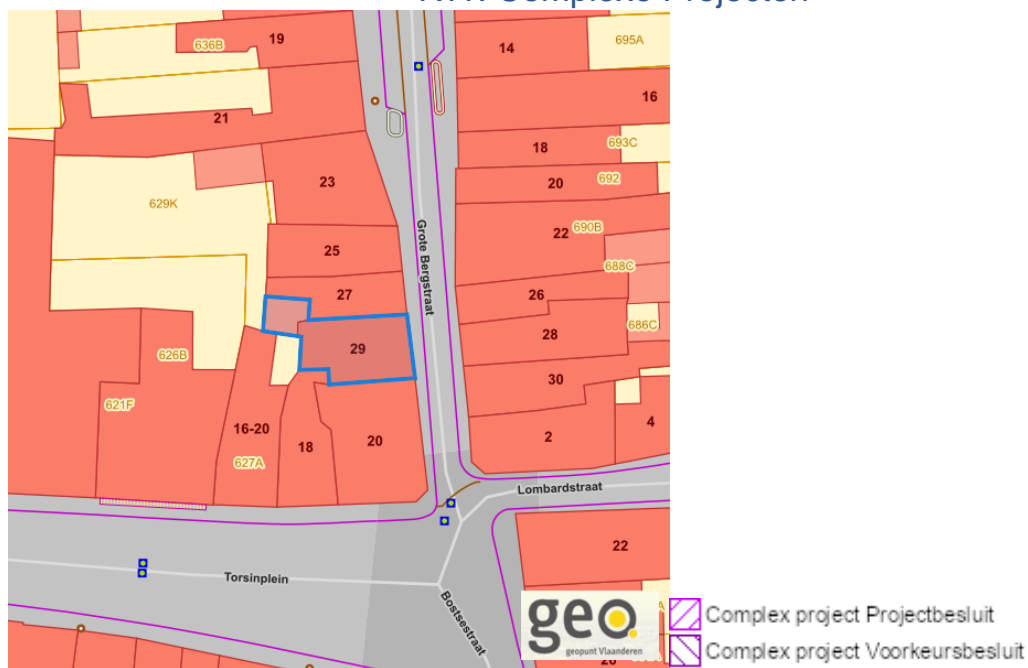 19
636B
14
695A
16
21
18
693C
20
692
23
629K
22
690B
Grote Bergstraat
25
688C
27
26
28
686C
29
626B
30
621F
16-20
627A
18
20
2
4
Lombardstraat
22
Torsinplein
Bostsestraat
geo.
geopunt Vlaanderen
Complex project Projectbesluit
Complex project Voorkeursbesluit